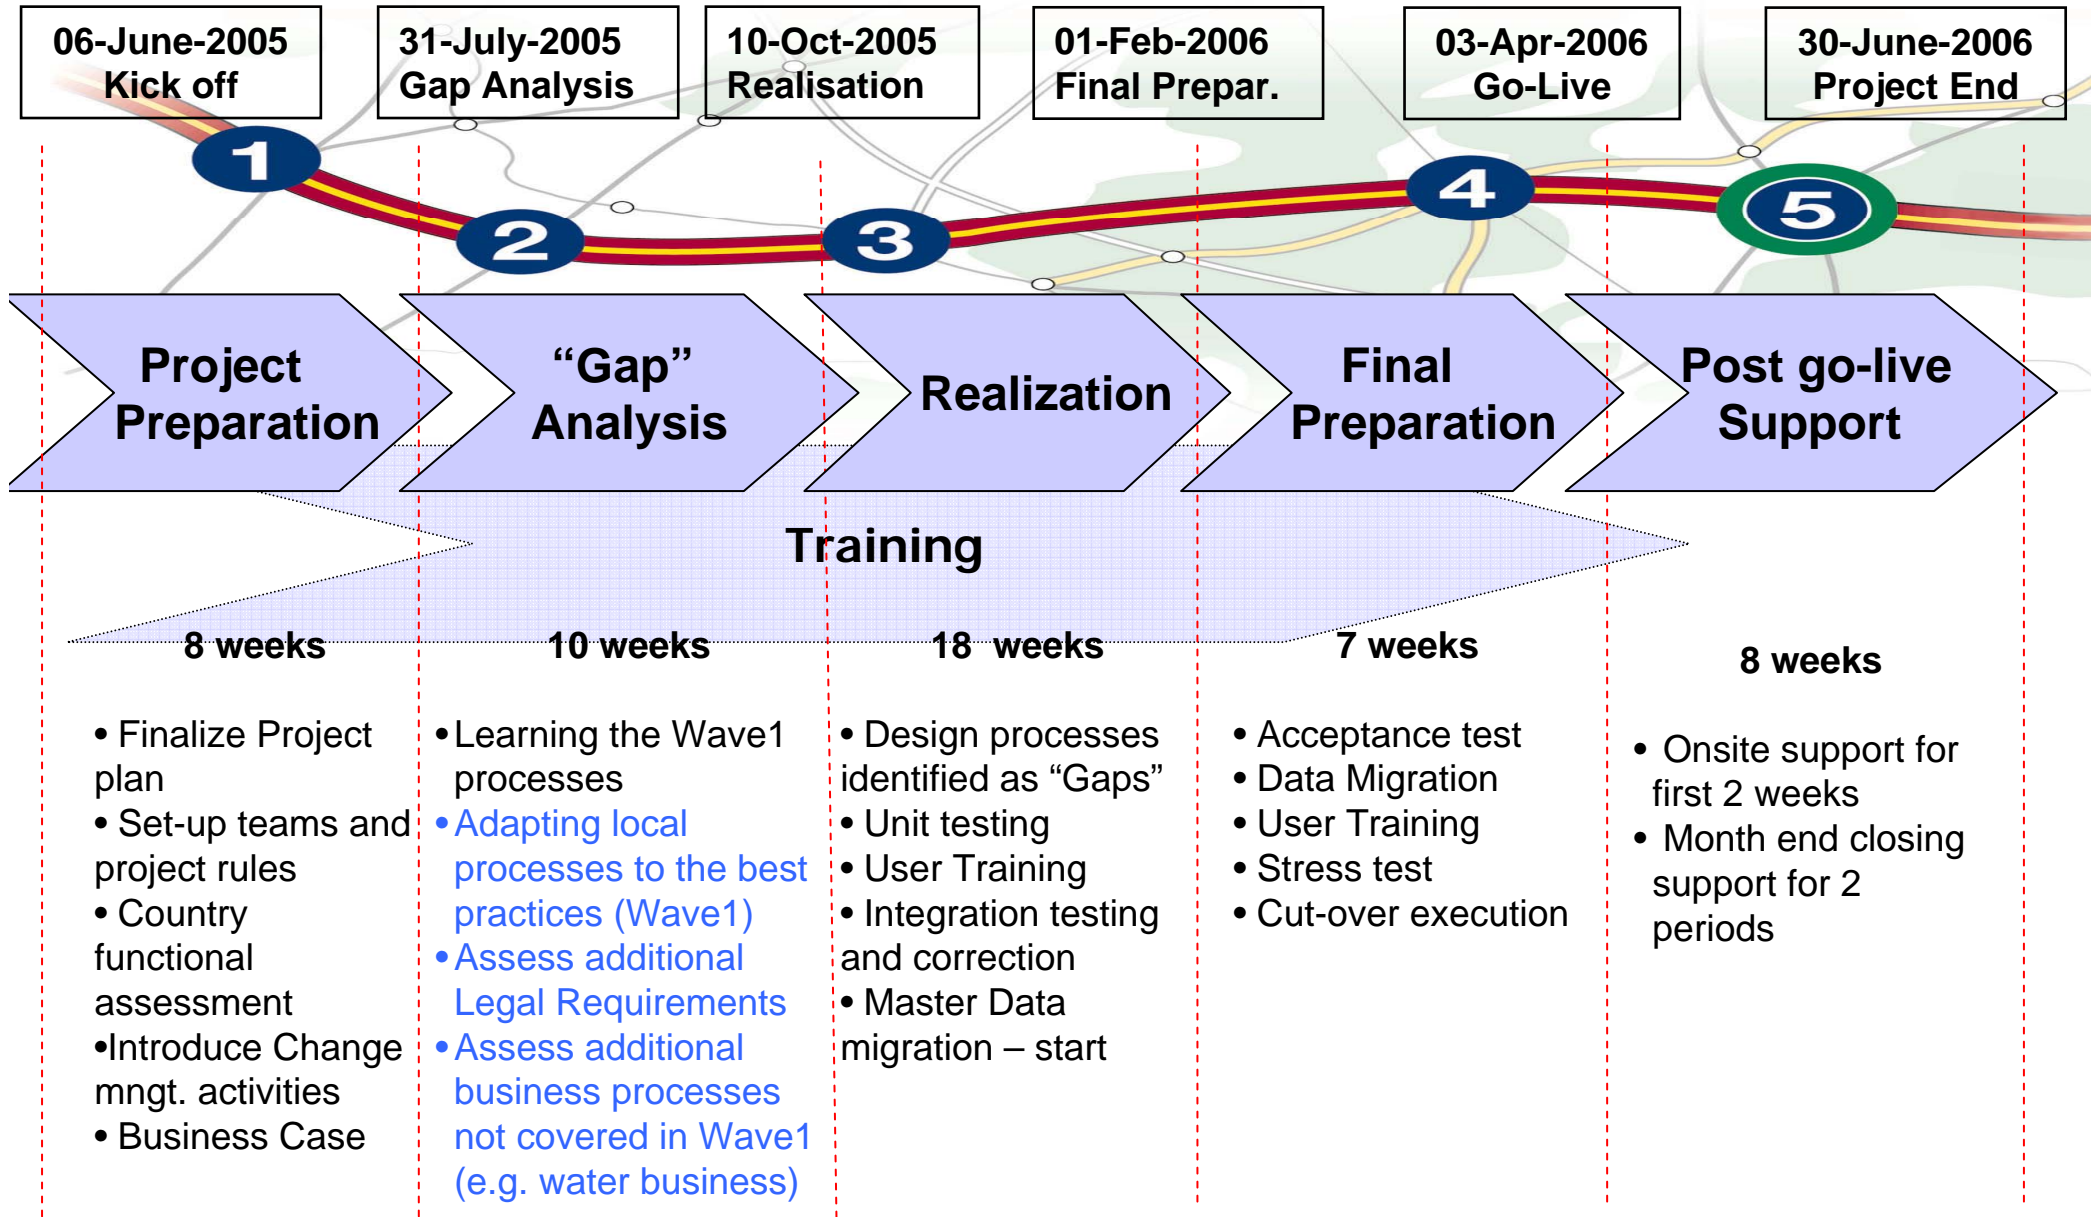 06-June-2005
Kick off
31-July-2005
Gap Analysis
10-Oct-2005
Realisation
01-Feb-2006
Final Prepar.
03-Apr-2006
Go-Live
30-June-2006
Project End
1
2
3
4
5
Project
Preparation
“Gap”
Analysis
Realization
Final
Preparation
Post go-live
Support
Training
8 weeks
• Finalize Project
plan
• Set-up teams and
project rules
• Country
functional
assessment
•Introduce Change
mngt. activities
• Business Case
10 weeks
•Learning the Wave1
processes
•Adapting local
processes to the best
practices (Wave1)
•Assess additional
Legal Requirements
•Assess additional
business processes
not covered in Wave1
(e.g. water business)
18 weeks
• Design processes
identified as “Gaps”
• Unit testing
• User Training
• Integration testing
and correction
• Master Data
migration – start
7 weeks
• Acceptance test
• Data Migration
• User Training
• Stress test
• Cut-over execution
8 weeks
• Onsite support for
first 2 weeks
• Month end closing
support for 2
periods